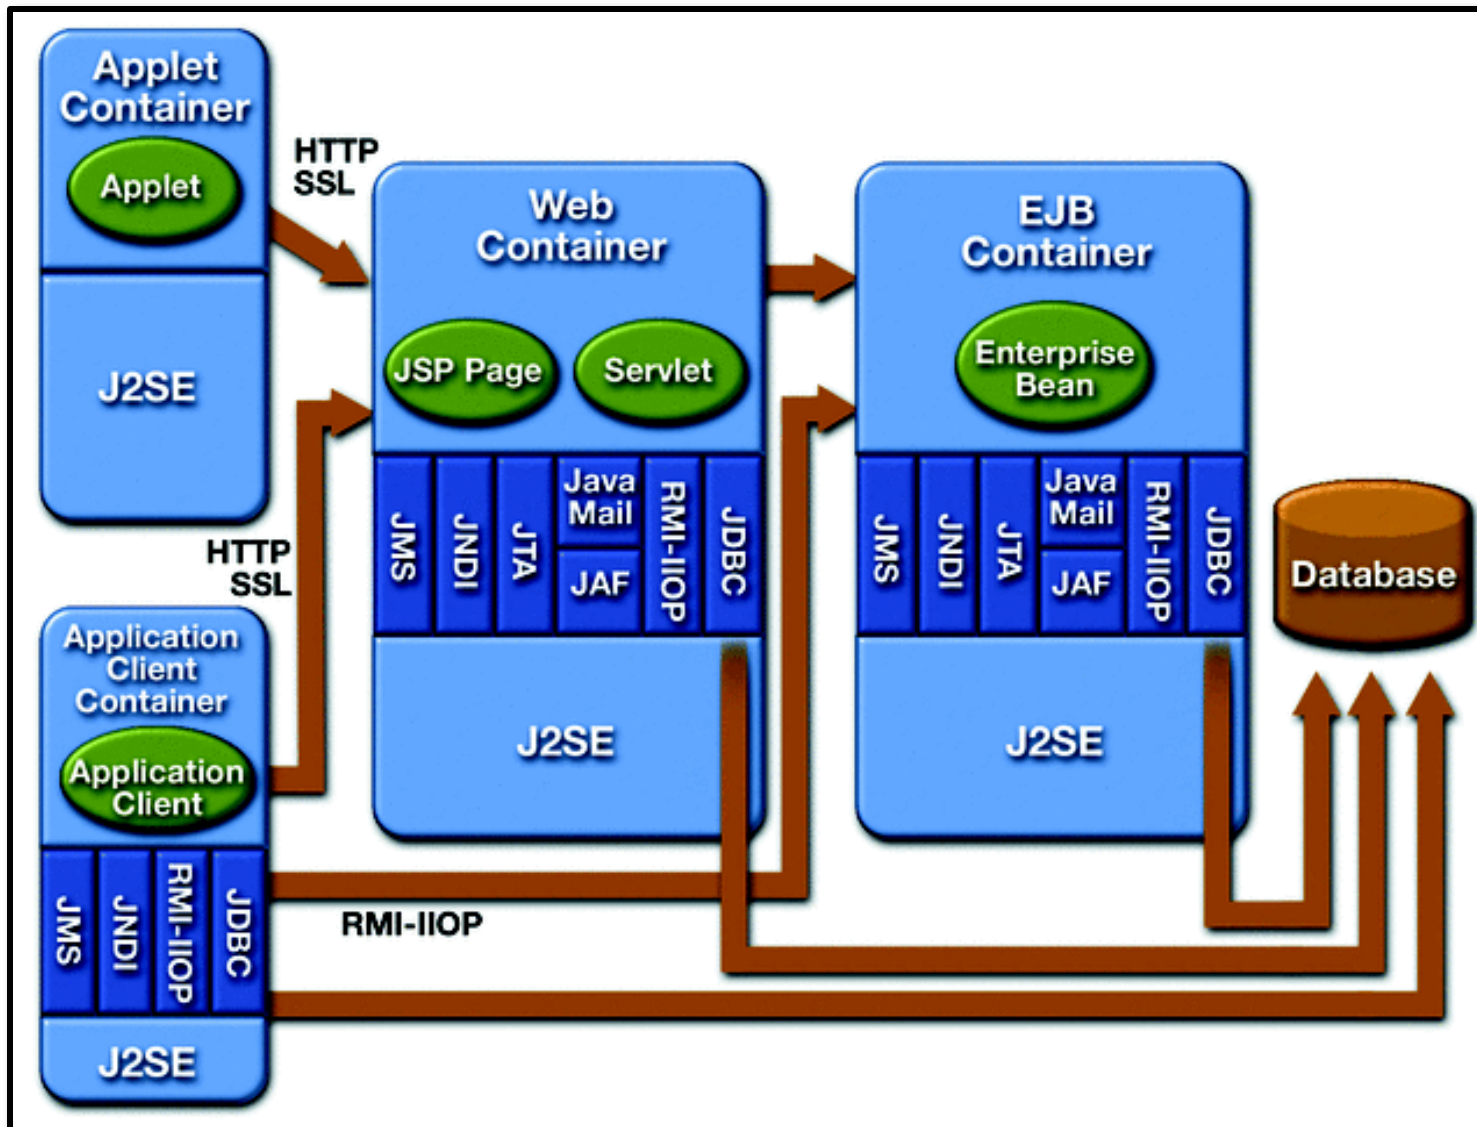 Applet
Container
Applet
J2SE
HTTP
SSL
Web
Container
JSP Page
Servlet
JMS
JNDI
JTA
Java
Mail
JAF
RMI-IIOP
JDBC
J2SE
EJB
Container
Enterprise
Bean
JMS
JNDI
JTA
Java
Mail
JAF
RMI-IIOP
JDBC
J2SE
Database
HTTP
SSL
Application
Client
Container
Application
Client
JMS
JNDI
RMI-IIOP
JDBC
J2SE
RMI-IIOP